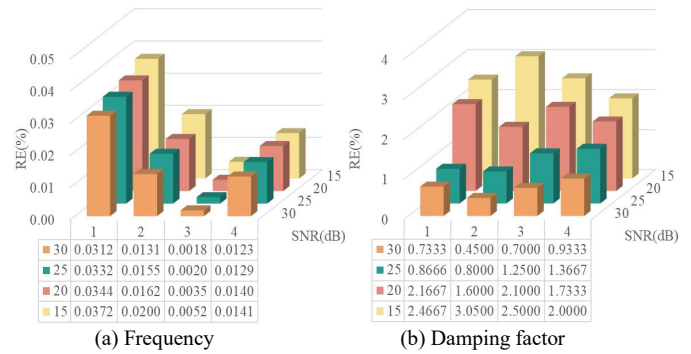 0.05
0.04
0.03
0.02
0.01
0.00
RE(%)
1 2 3 4
15
20
25
30
SNR(dB)
30 0.0312 0.0131 0.0018 0.0123
25 0.0332 0.0155 0.0020 0.0129
20 0.0344 0.0162 0.0035 0.0140
15 0.0372 0.0200 0.0052 0.0141
(a) Frequency
4
3
2
1
0
RE(%)
1 2 3 4
15
20
25
30
SNR(dB)
30 0.7333 0.4500 0.7000 0.9333
25 0.8666 0.8000 1.2500 1.3667
20 2.1667 1.6000 2.1000 1.7333
15 2.4667 3.0500 2.5000 2.0000
(b) Damping factor